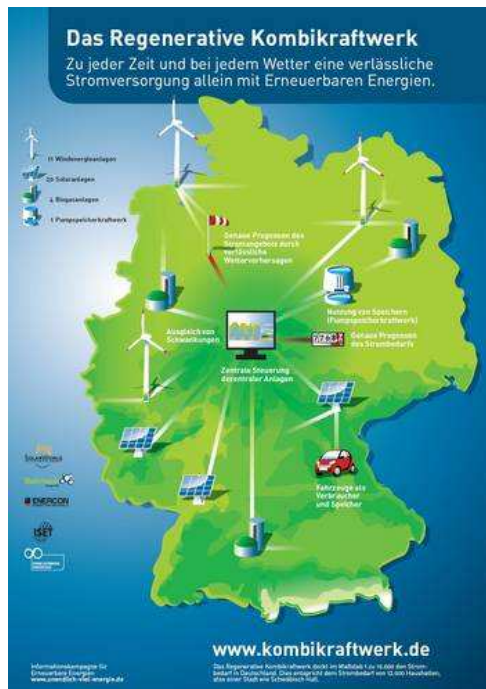 Das Regenerative Kombikraftwerk
Zu jeder Zeit und bei jedem Wetter eine verlässliche
Stromversorgung allein mit Erneuerbaren Energien.
11 Windenergieanlagen
20 Solaranlagen
4 Biogasanlagen
1 Pumpspeicherkraftwerk
Genaue Prognosen des
Stromangebots durch
verlässliche
Wettervorhersagen
Nutzung von Speichern
(Pumpspeicherkraftwerk)
Ausgleich von
Schwankungen
Genaue Prognosen
des Strombedarfs
Zentrale Steuerung
dezentraler Anlagen
Fahrzeuge als
Verbraucher
und Speicher
ENERCON
ISET
www.kombikraftwerk.de
Informationskampagne für
Erneuerbare Energien
www.unendlich-viel-energie.de
Das Regenerative Kombikraftwerk deckt im Maßstab 1 zu 10.000 den Strom-
bedarf in Deutschland. Dies entspricht dem Strombedarf von 12.000 Haushalten,
also einer Stadt wie Schwäbisch Hall.